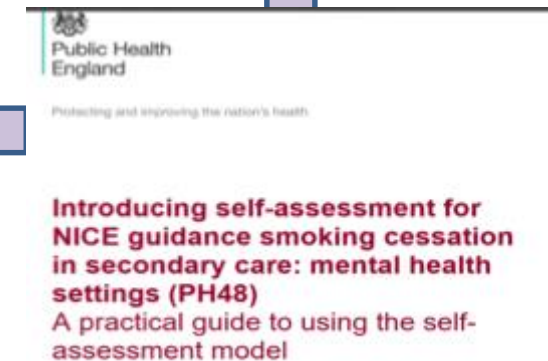 Public Health
England
Protecting and improving the nation's health
Introducing self-assessment for
NICE guidance smoking cessation
in secondary care: mental health
settings (PH48)
A practical guide to using the self-
assessment model